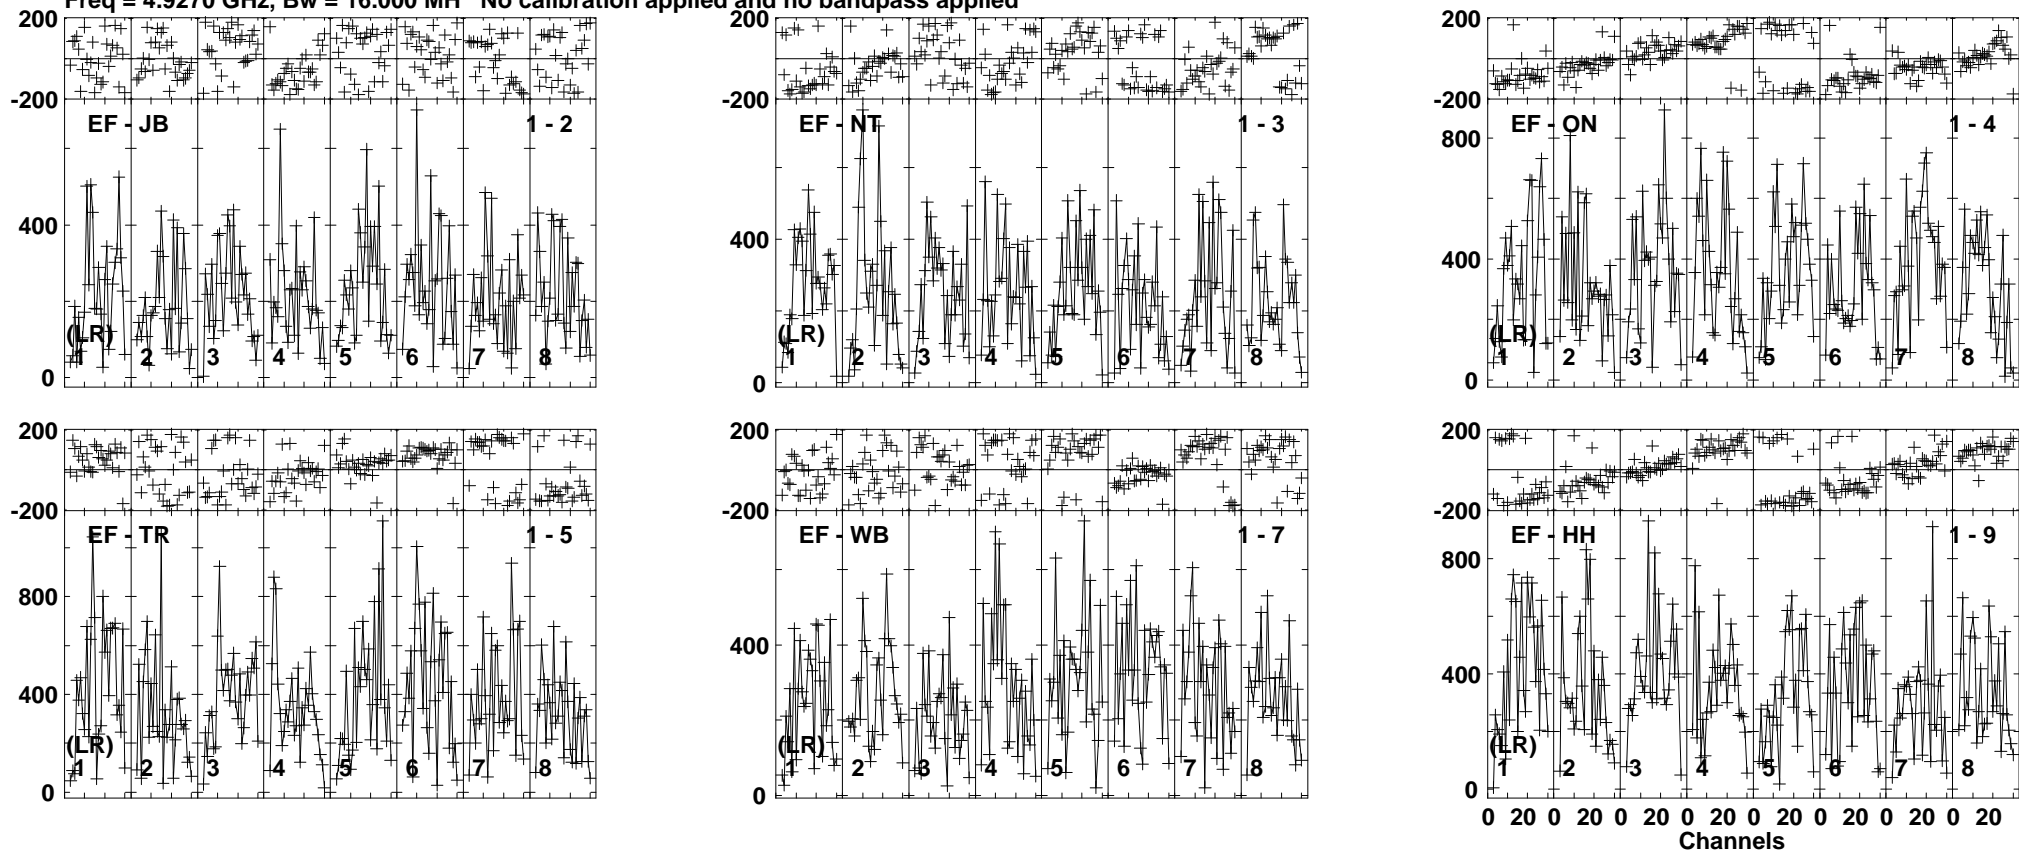 Freq = 4.9270 GHz, Bw = 16.000 MH No calibration applied and no bandpass applied
200
-200
EF - JB 1 - 2
400
0
(LR)
1 2 3 4 5 6 7 8
200
-200
EF - NT 1 - 3
400
0
(LR)
1 2 3 4 5 6 7 8
200
-200
EF - ON 1 - 4
800
400
0
(LR)
1 2 3 4 5 6 7 8
200
-200
EF - TR 1 - 5
800
400
0
(LR)
1 2 3 4 5 6 7 8
200
-200
EF - WB 1 - 7
400
0
(LR)
1 2 3 4 5 6 7 8
200
-200
EF - HH 1 - 9
800
400
0
(LR)
1 2 3 4 5 6 7 8
0 20 0 20 0 20 0 20 0 20 0 20 0 20 0 20
Channels